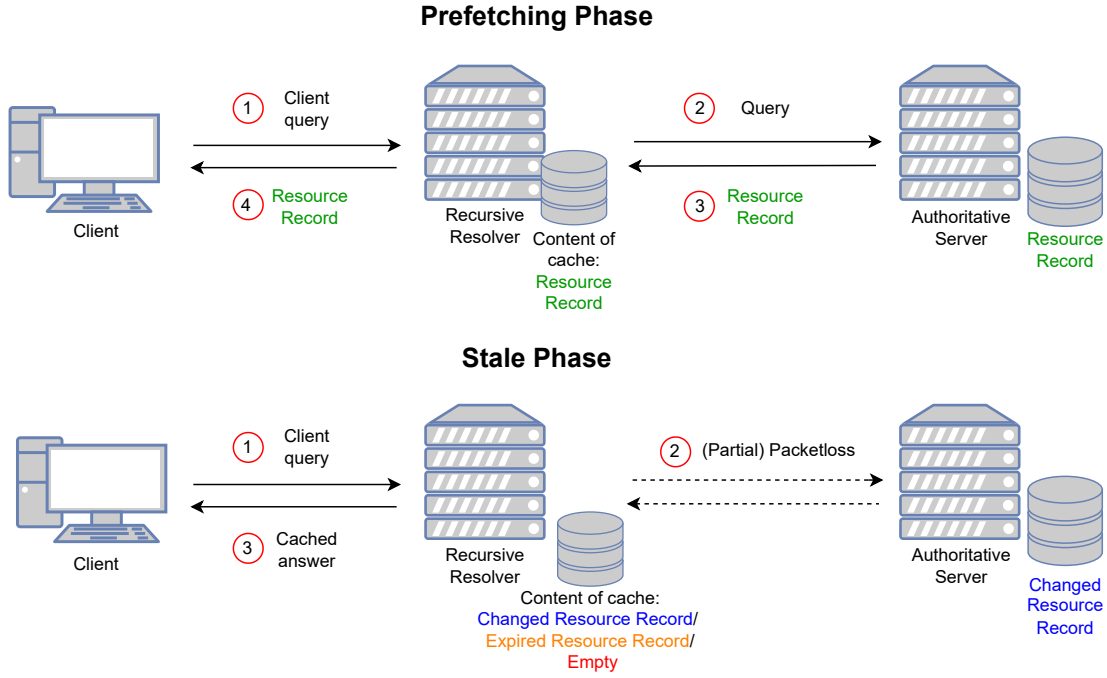 Prefetching Phase
1
Client
query
2
Query
4
Resource
Record
3
Resource
Record
Client
Recursive
Resolver
Content of
cache:
Resource
Record
Authoritative
Server
Resource
Record
Stale Phase
1
Client
query
2
(Partial) Packetloss
3
Cached
answer
Client
Recursive
Resolver
Content of cache:
Changed Resource Record/
Expired Resource Record/
Empty
Authoritative
Server
Changed
Resource
Record